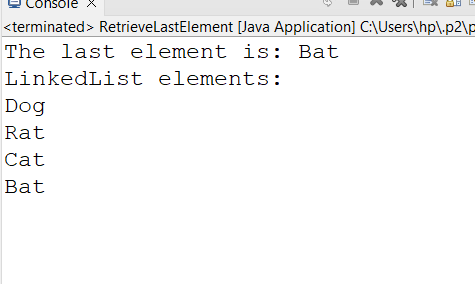 Console
<terminated> RetrieveLastElement [Java Application] C:\Users\hp\.p2\p
The last element is: Bat
LinkedList elements:
Dog
Rat
Cat
Bat